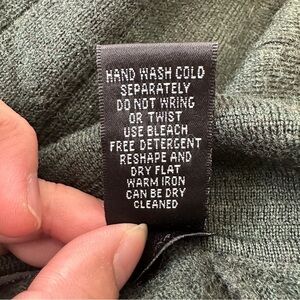 HAND WASH COLD
SEPARATELY
DO NOT WRING
OR TWIST
USE BLEACH
FREE DETERGENT
RESHAPE AND
DRY FLAT
WARM IRON
CAN BE DRY
CLEANED